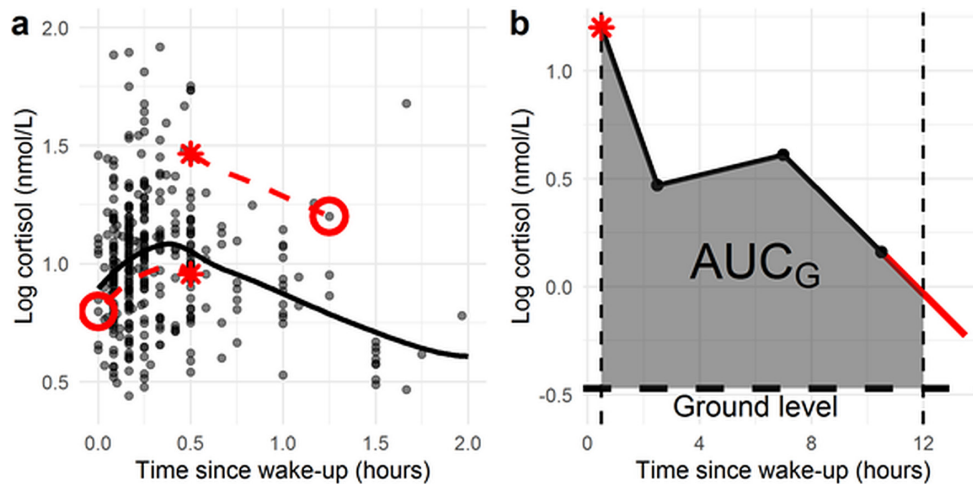 a
Log cortisol (nmol/L)
2.0
1.5
1.0
0.5
0.0 0.5 1.0 1.5 2.0
Time since wake-up (hours)
b
Log cortisol (nmol/L)
1.0
0.5
0.0
-0.5
AUCG
Ground level
0 4 8 12
Time since wake-up (hours)